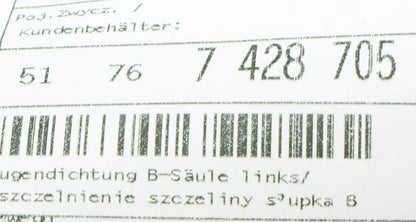 Poj.Zwycz. /
Kundenbehälter:
51 76 7 428 705
ugendichtung B-Säule links/
szczelnienie szczeliny s³upka B